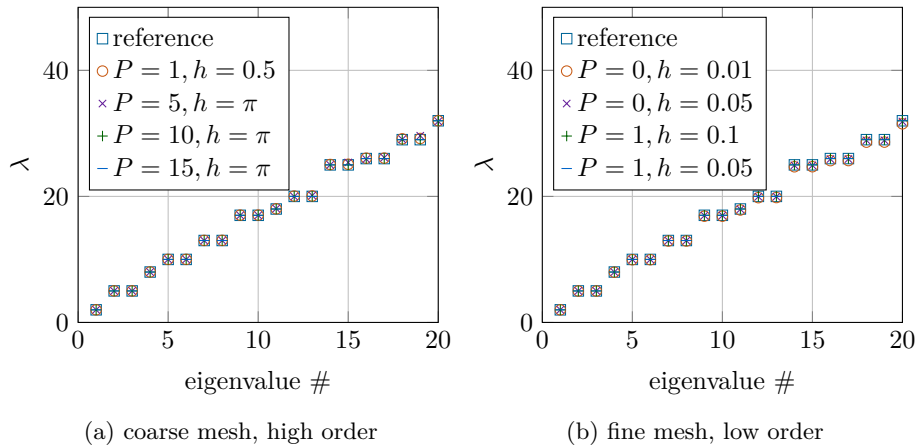 reference
P = 1, h = 0.5
P = 5, h = π
P = 10, h = π
P = 15, h = π
40
20
0
λ
0 5 10 15 20
eigenvalue #
(a) coarse mesh, high order
reference
P = 0, h = 0.01
P = 0, h = 0.05
P = 1, h = 0.1
P = 1, h = 0.05
40
20
0
λ
0 5 10 15 20
eigenvalue #
(b) fine mesh, low order